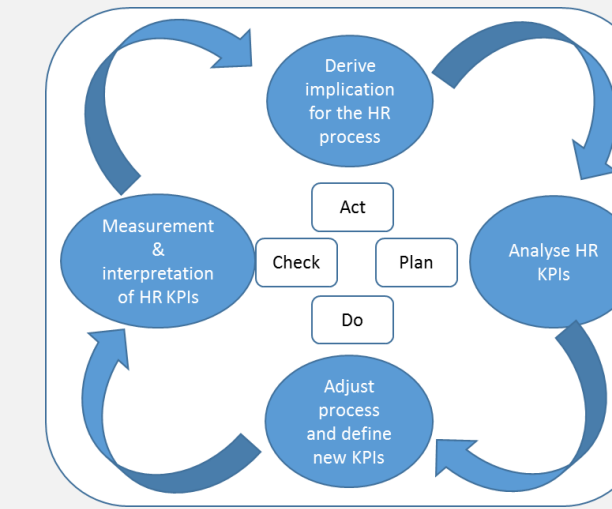 Derive
implication
for the HR
process
Act
Measurement
&
interpretation
of HR KPIs
Check
Plan
Analyse HR
KPIs
Do
Adjust
process
and define
new KPIs